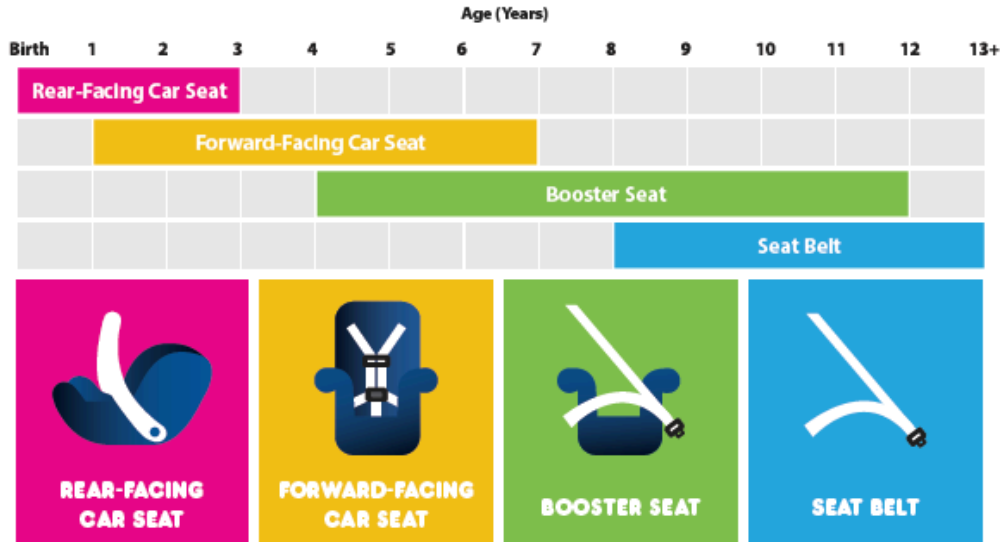 Age (Years)
Birth 1 2 3 4 5 6 7 8 9 10 11 12 13+
Rear-Facing Car Seat
Forward-Facing Car Seat
Booster Seat
Seat Belt
REAR-FACING
CAR SEAT
FORWARD-FACING
CAR SEAT
BOOSTER SEAT
SEAT BELT